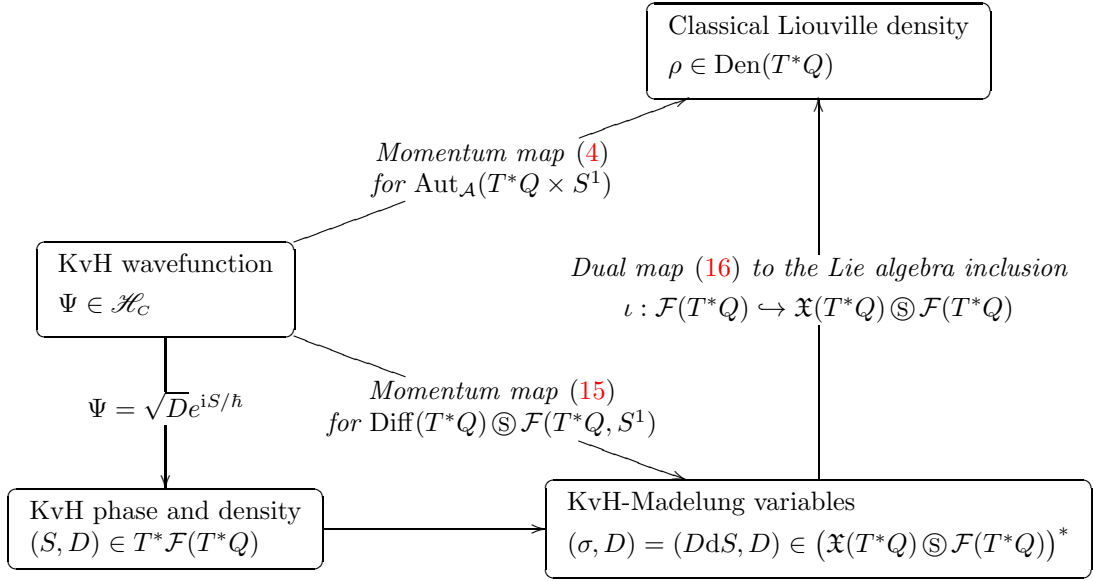 Classical Liouville density
ρ ∈ Den(T*Q)
Momentum map (4)
for Aut_𝒜(T*Q × S¹)
KvH wavefunction
Ψ ∈ ℋ_C
Dual map (16) to the Lie algebra inclusion
ι : ℱ(T*Q) ↪ 𝔛(T*Q) Ⓢ ℱ(T*Q)
Ψ = √D e^{iS/ℏ}
Momentum map (15)
for Diff(T*Q) Ⓢ ℱ(T*Q, S¹)
KvH phase and density
(S, D) ∈ T*ℱ(T*Q)
KvH-Madelung variables
(σ, D) = (DdS, D) ∈ (𝔛(T*Q) Ⓢ ℱ(T*Q))*